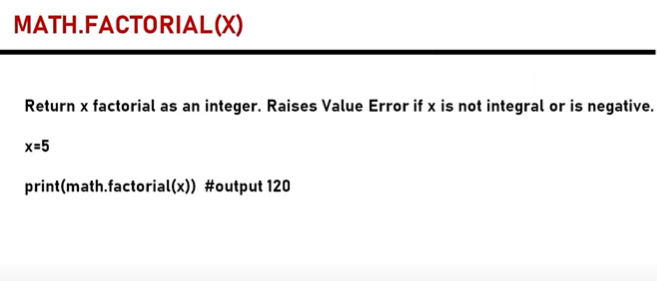 MATH.FACTORIAL(X)
Return x factorial as an integer. Raises Value Error if x is not integral or is negative.
x=5
print(math.factorial(x)) #output 120